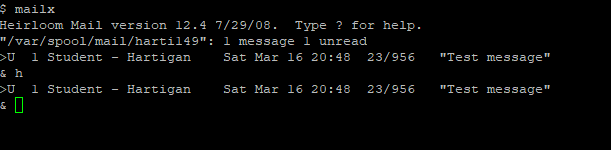 $ mailx
Heirloom Mail version 12.4 7/29/08.  Type ? for help.
"/var/spool/mail/harti149": 1 message 1 unread
>U  1 Student - Hartigan    Sat Mar 16 20:48  23/956   "Test message"
& h
>U  1 Student - Hartigan    Sat Mar 16 20:48  23/956   "Test message"
&